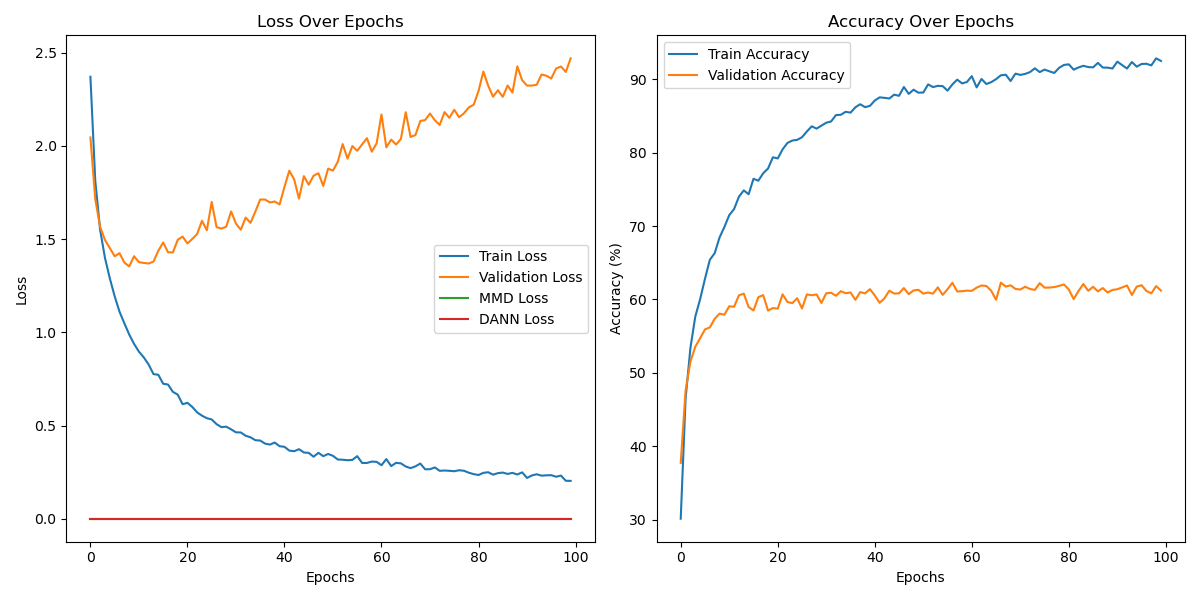 Loss Over Epochs
Loss
2.5
2.0
1.5
1.0
0.5
0.0
Train Loss
Validation Loss
MMD Loss
DANN Loss
0 20 40 60 80 100
Epochs
Accuracy Over Epochs
Accuracy (%)
90
80
70
60
50
40
30
Train Accuracy
Validation Accuracy
0 20 40 60 80 100
Epochs